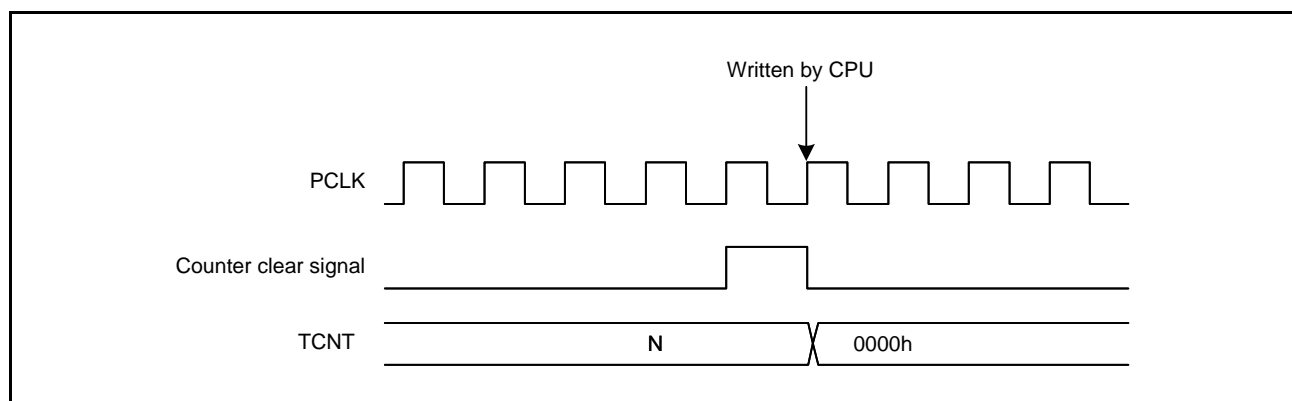 Written by CPU
PCLK
Counter clear signal
TCNT
N
0000h